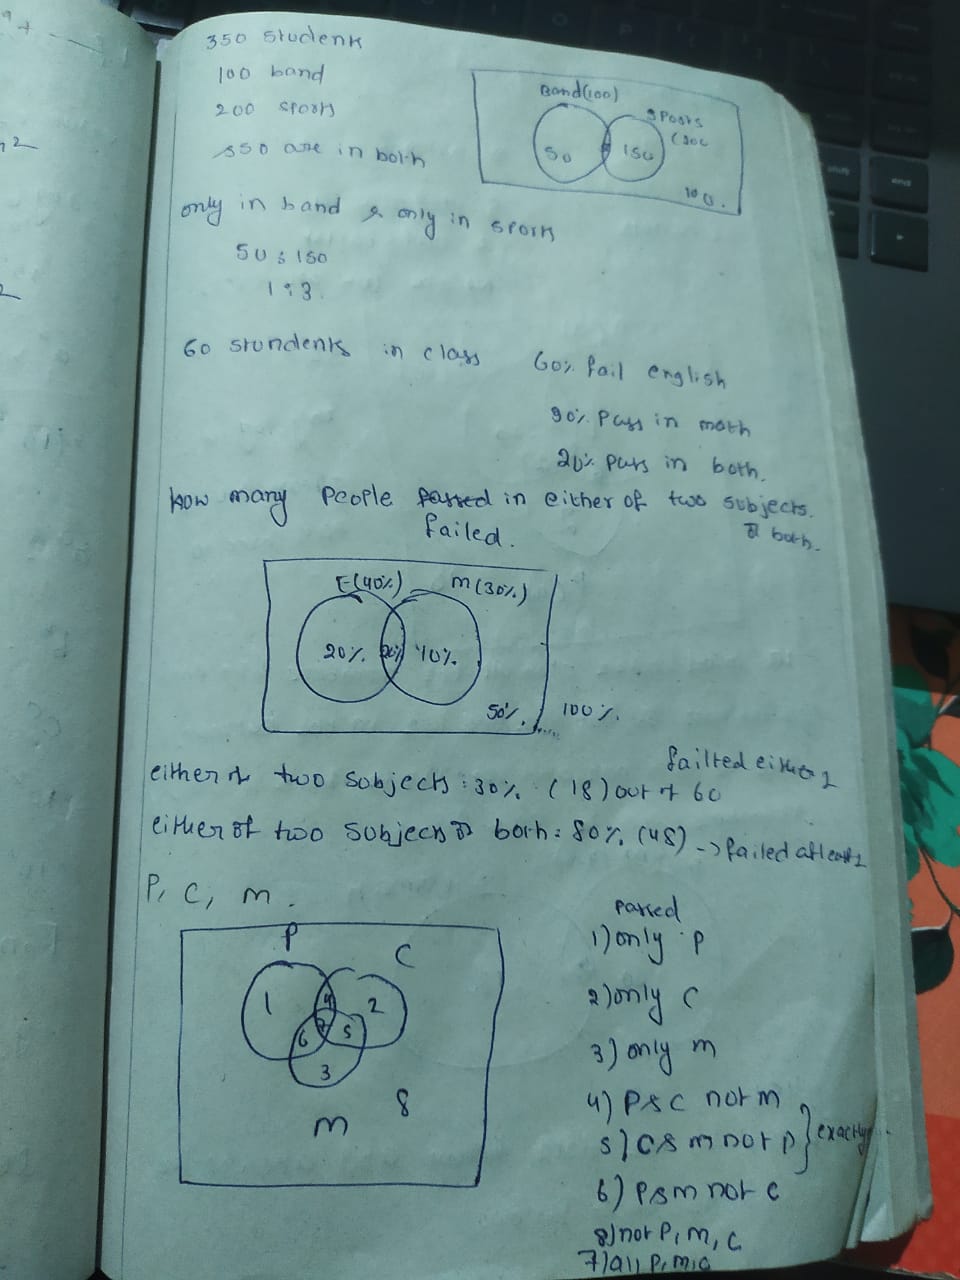 350 students
100 band
200 sports
50 are in both
Band(100)
Sports
(200
50
150
100.
only in band & only in sports
50 : 150
1 : 3.
60 stundents in class
60% fail english
90% pass in math
20% pass in both.
how many people passed in either of two subjects.
failed.
or both.
E(40%)
M(30%)
20%
20%
10%
50%.
100%.
failted either 1
either of two subjects : 30% (18) out of 60
either of two subjects or both : 80% (48) -> failed atleast 1
P, C, M.
P
C
1
4
2
6
7
5
3
8
M
passed
1) only P
2) only C
3) only M
4) P & C not M
5) C & M not P
exactly
6) P & M not C
8) not P, M, C
7) all P, M, C